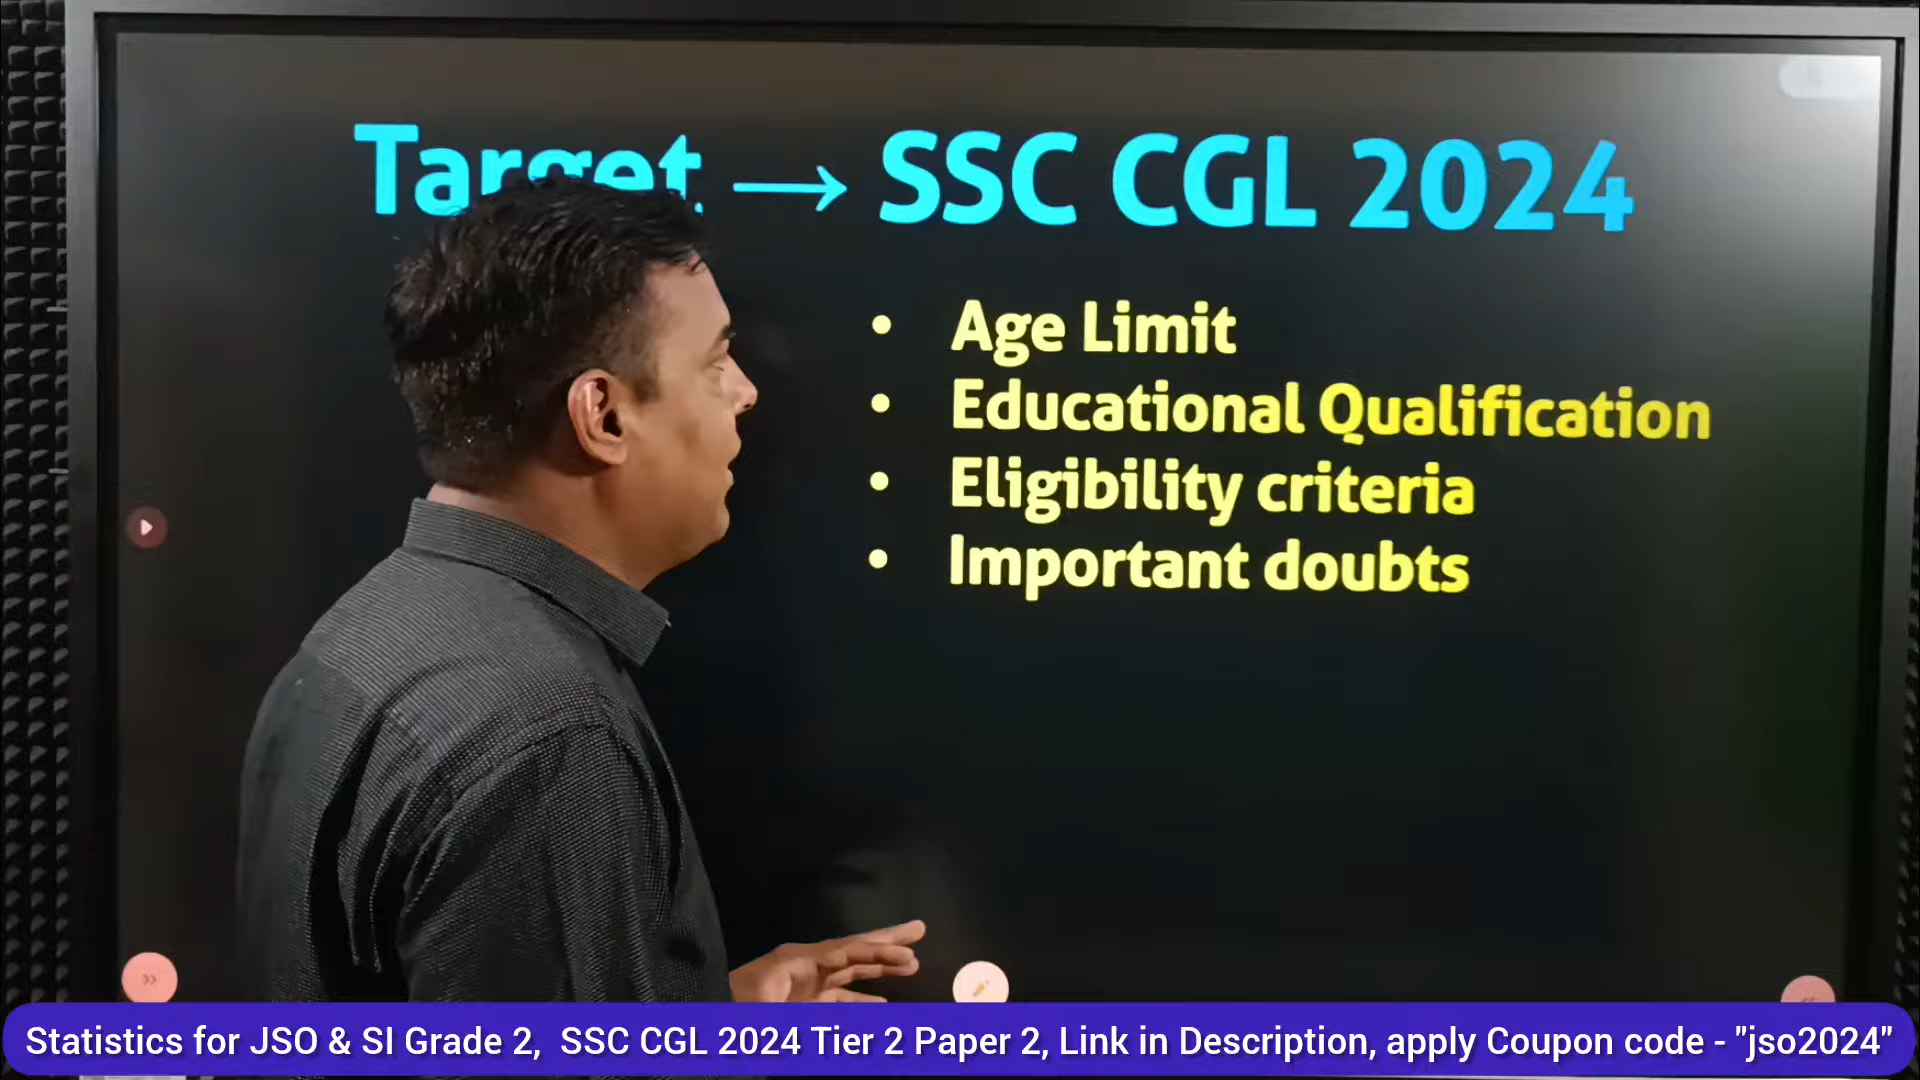 Target → SSC CGL 2024
• Age Limit
• Educational Qualification
• Eligibility criteria
• Important doubts
Statistics for JSO & SI Grade 2, SSC CGL 2024 Tier 2 Paper 2, Link in Description, apply Coupon code - "jso2024"